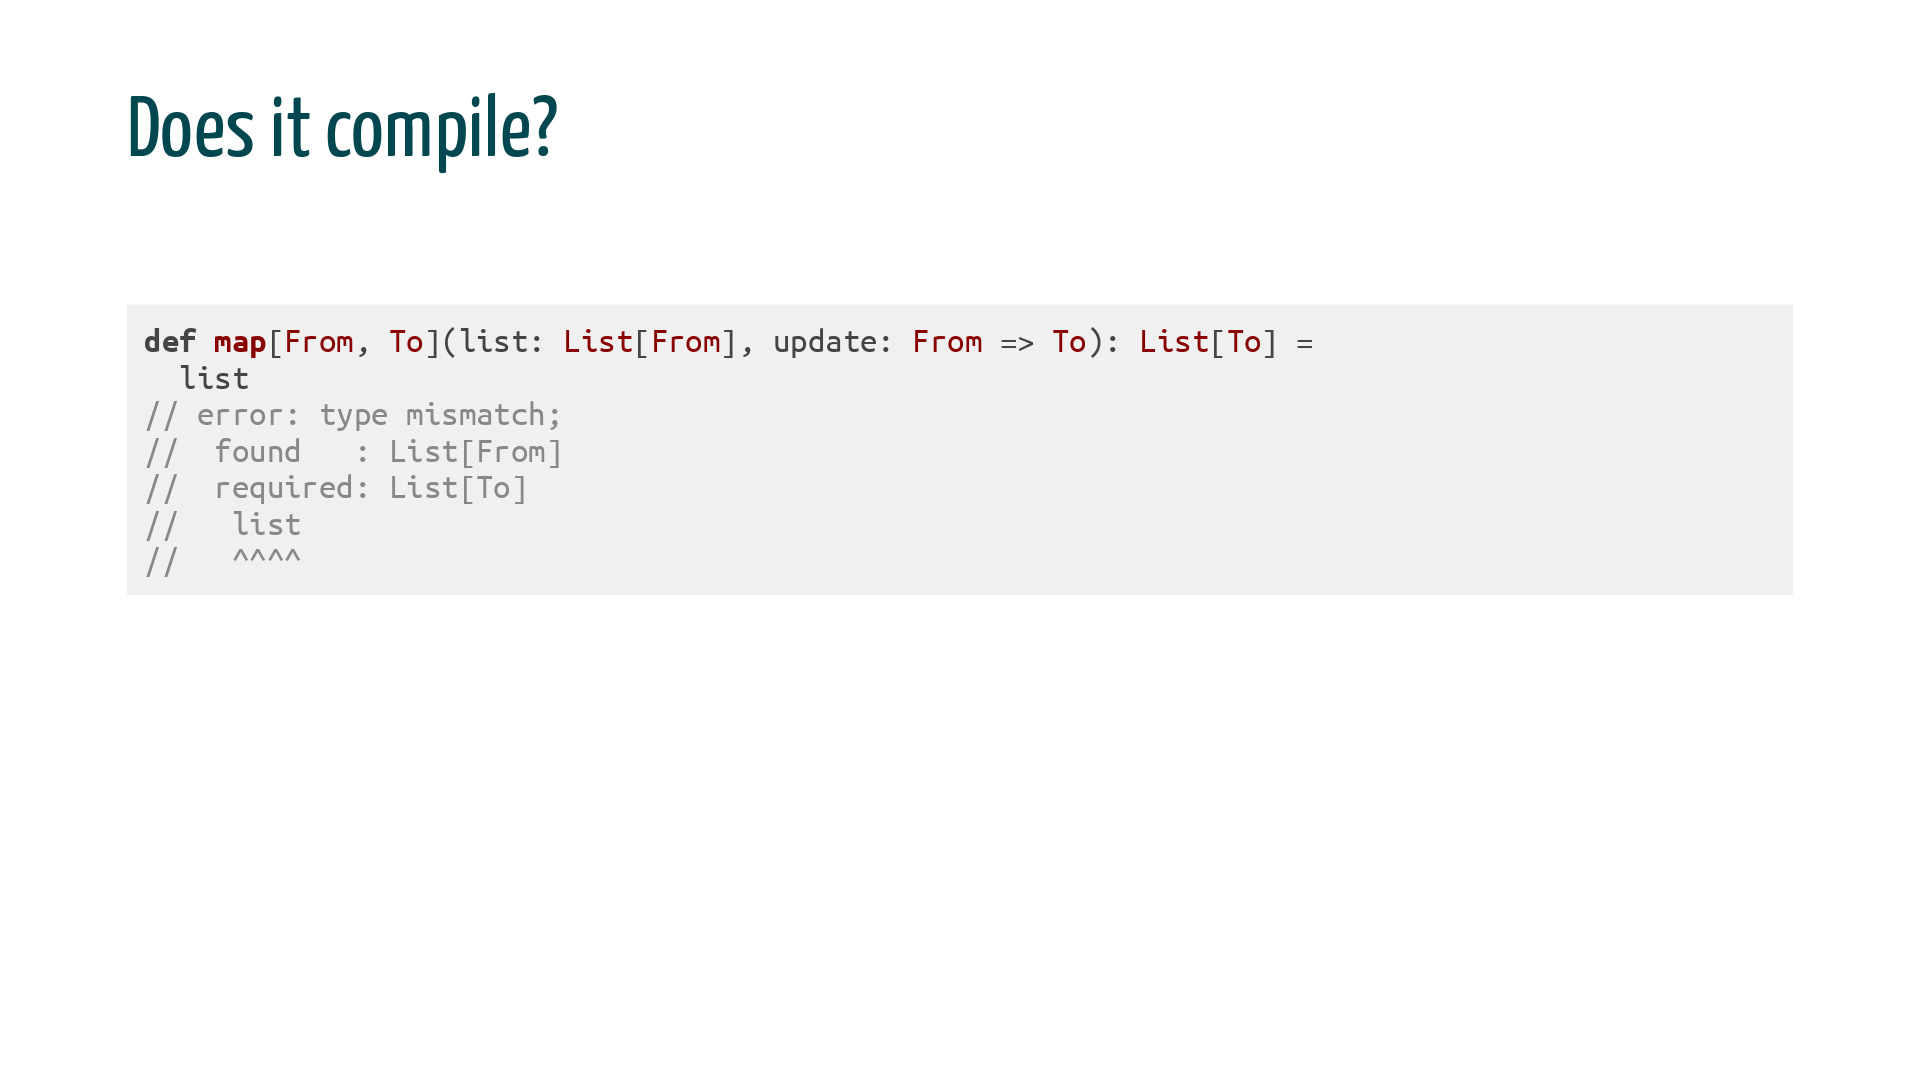 Does it compile?
def map[From, To](list: List[From], update: From => To): List[To] =
  list
// error: type mismatch;
//  found   : List[From]
//  required: List[To]
//   list
//   ^^^^